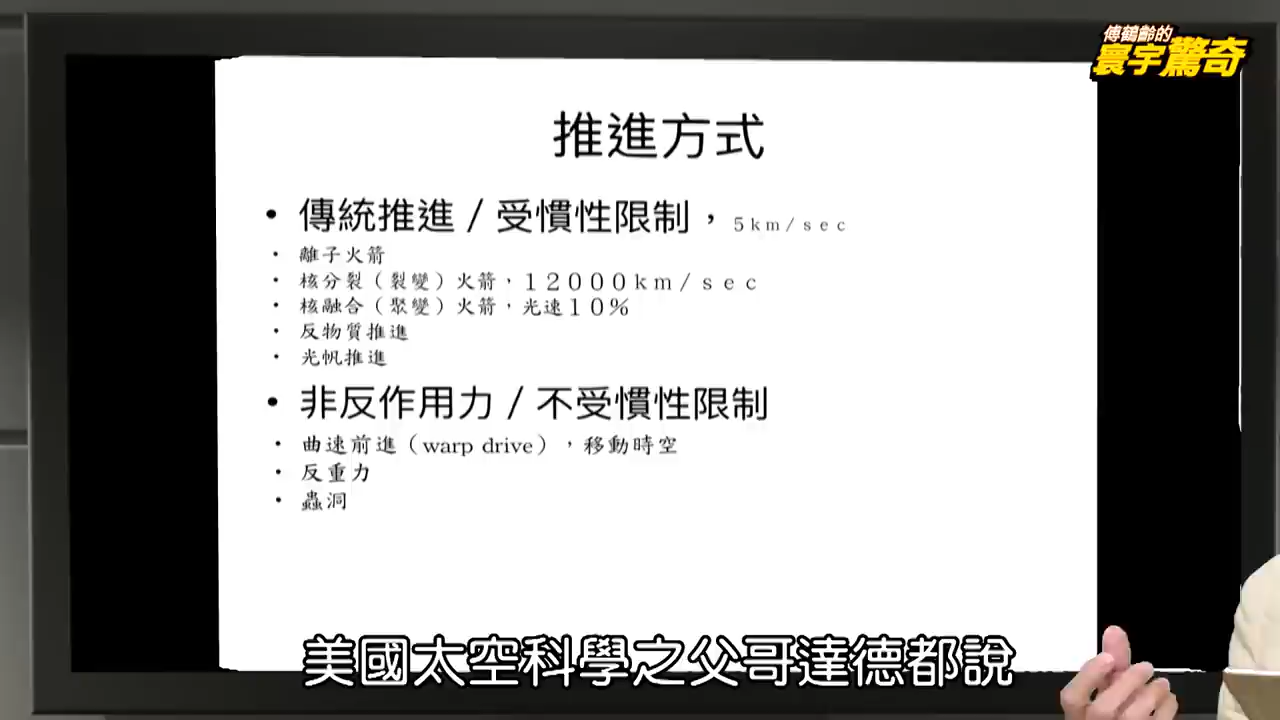 傅鶴齡的
寰宇驚奇
推進方式
• 傳統推進／受慣性限制，5km/sec
• 離子火箭
• 核分裂（裂變）火箭，12000km/sec
• 核融合（聚變）火箭，光速10%
• 反物質推進
• 光帆推進
• 非反作用力／不受慣性限制
• 曲速前進（warp drive），移動時空
• 反重力
• 蟲洞
美國太空科學之父哥達德都說